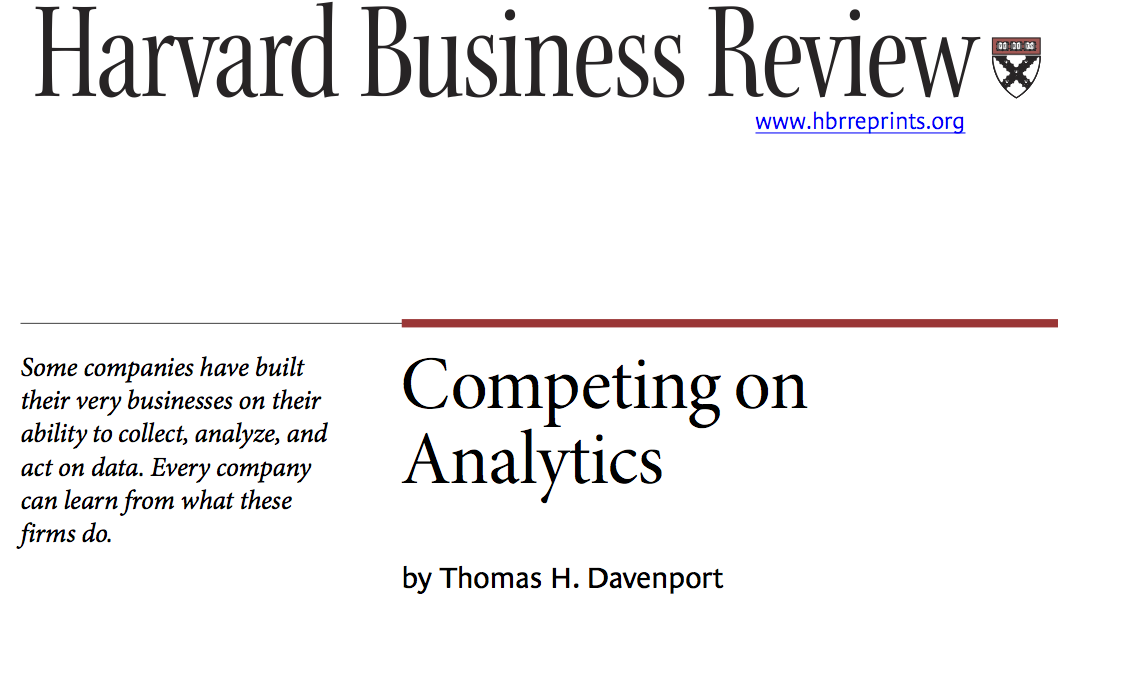 Harvard Business Review
www.hbrreprints.org
Some companies have built
their very businesses on their
ability to collect, analyze, and
act on data. Every company
can learn from what these
firms do.
Competing on
Analytics
by Thomas H. Davenport